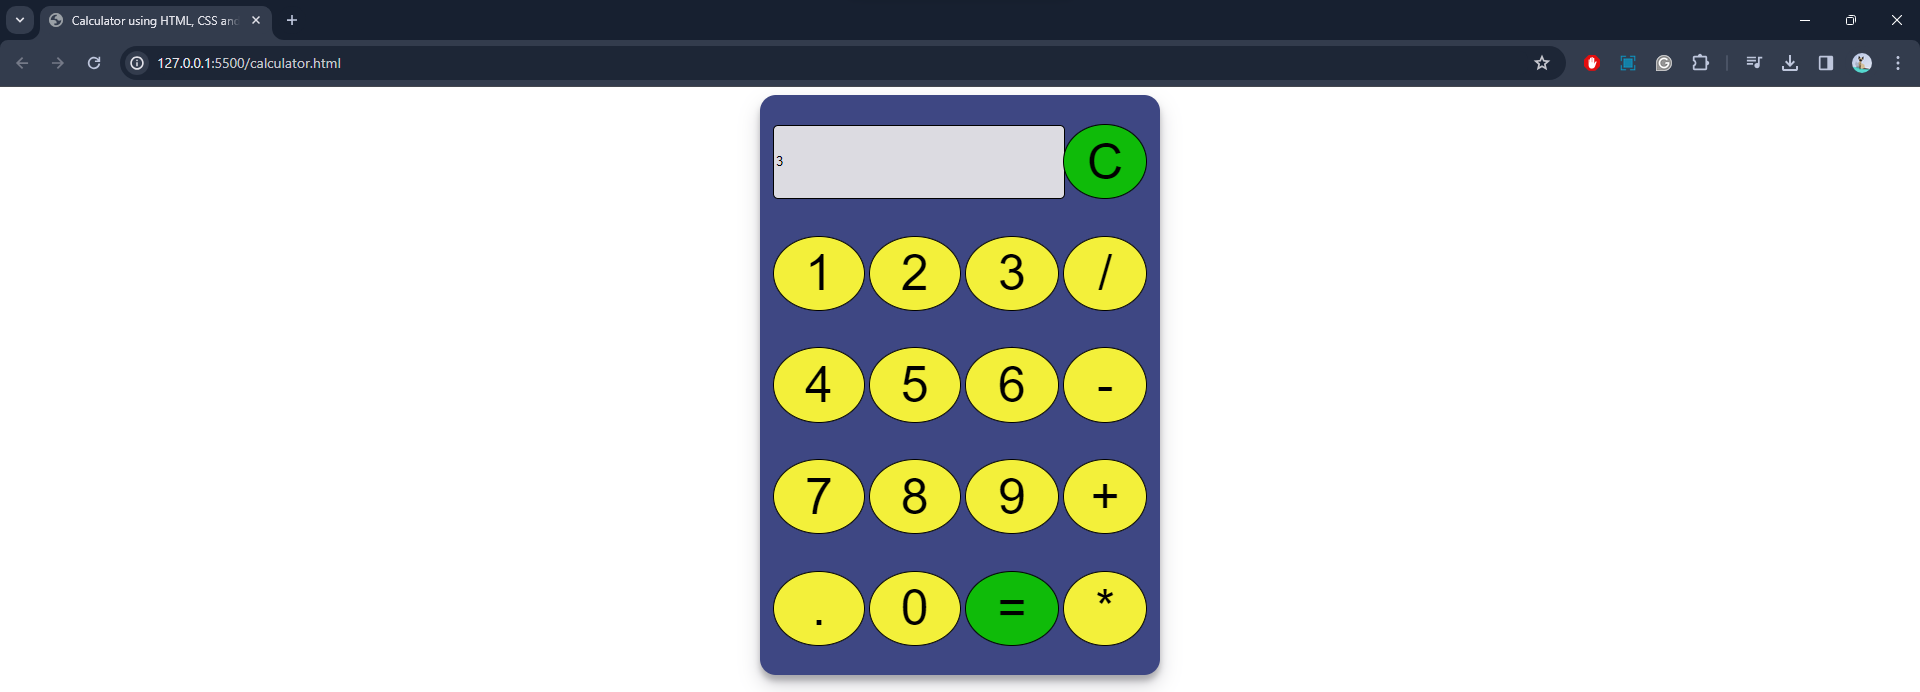 Calculator using HTML, CSS an
127.0.0.1:5500/calculator.html
3
C
1 2 3 /
4 5 6 -
7 8 9 +
. 0 = *